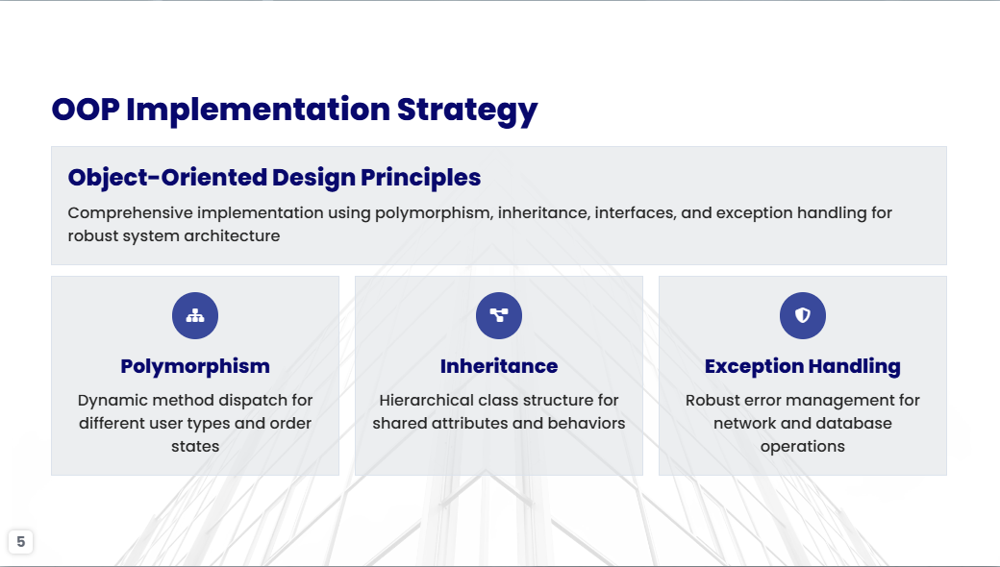 OOP Implementation Strategy
Object-Oriented Design Principles
Comprehensive implementation using polymorphism, inheritance, interfaces, and exception handling for
robust system architecture
Polymorphism
Dynamic method dispatch for
different user types and order
states
Inheritance
Hierarchical class structure for
shared attributes and behaviors
Exception Handling
Robust error management for
network and database
operations
5